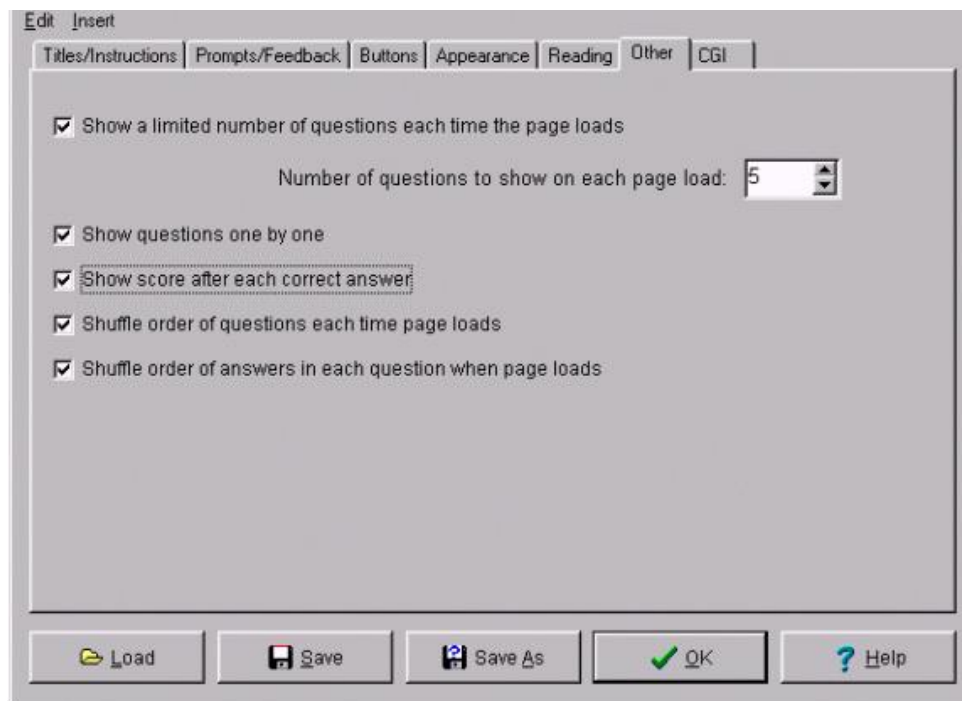 Edit Insert
Titles/Instructions Prompts/Feedback Buttons Appearance Reading Other CGI
Show a limited number of questions each time the page loads
Number of questions to show on each page load: 5
Show questions one by one
Show score after each correct answer
Shuffle order of questions each time page loads
Shuffle order of answers in each question when page loads
Load Save Save As OK Help